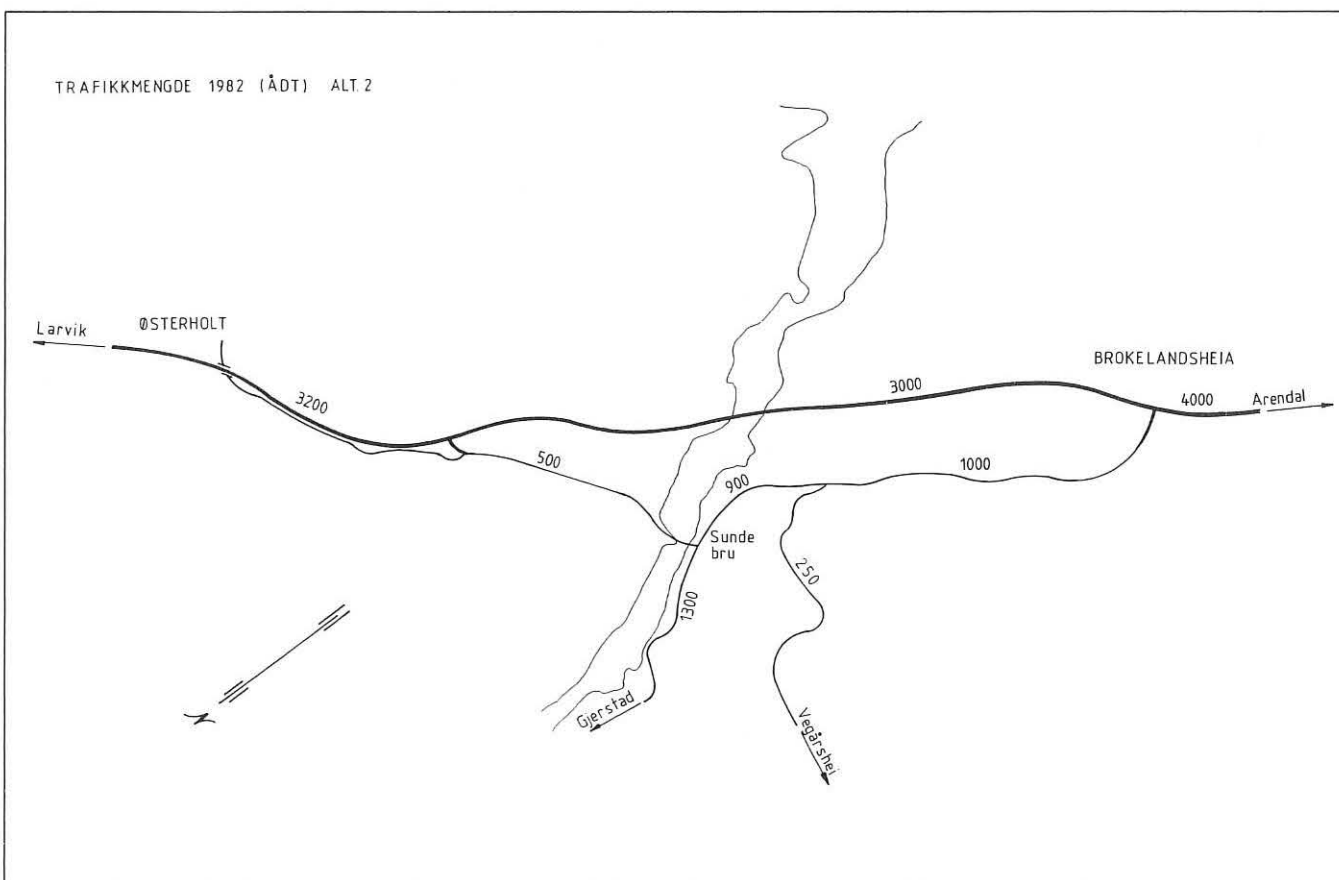 TRAFIKKMENGDE 1982 (ÅDT) ALT. 2
Larvik
ØSTERHOLT
3200
500
3000
BROKELANDSHEIA
4000
Arendal
900
1000
Sunde
bru
250
1300
Gjerstad
Vegårshei
N